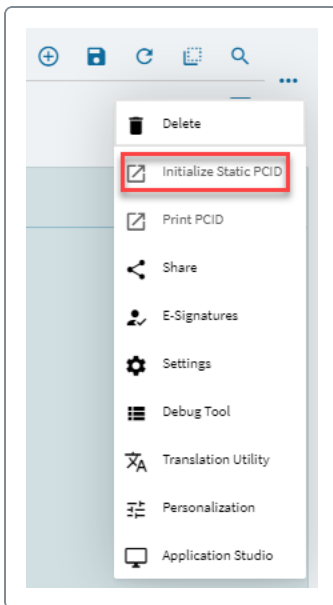 Delete
Initialize Static PCID
Print PCID
Share
E-Signatures
Settings
Debug Tool
Translation Utility
Personalization
Application Studio